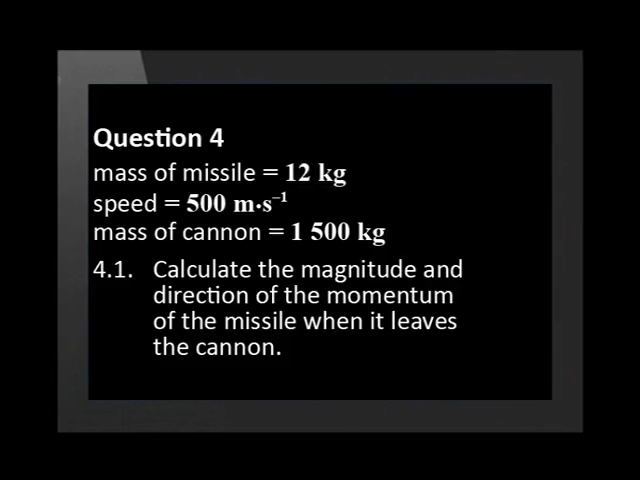 Question 4
mass of missile = 12 kg
speed = 500 m·s⁻¹
mass of cannon = 1 500 kg
4.1. Calculate the magnitude and
direction of the momentum
of the missile when it leaves
the cannon.